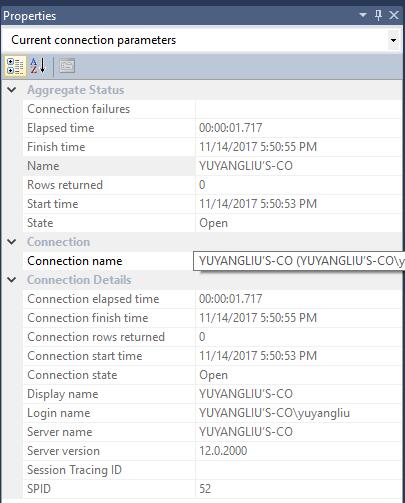 Properties
Current connection parameters
Aggregate Status
Connection failures
Elapsed time 00:00:01.717
Finish time 11/14/2017 5:50:55 PM
Name YUYANGLIU'S-CO
Rows returned 0
Start time 11/14/2017 5:50:53 PM
State Open
Connection
Connection name YUYANGLIU'S-CO (YUYANGLIU'S-CO\y
Connection Details
Connection elapsed time 00:00:01.717
Connection finish time 11/14/2017 5:50:55 PM
Connection rows returned 0
Connection start time 11/14/2017 5:50:53 PM
Connection state Open
Display name YUYANGLIU'S-CO
Login name YUYANGLIU'S-CO\yuyangliu
Server name YUYANGLIU'S-CO
Server version 12.0.2000
Session Tracing ID
SPID 52